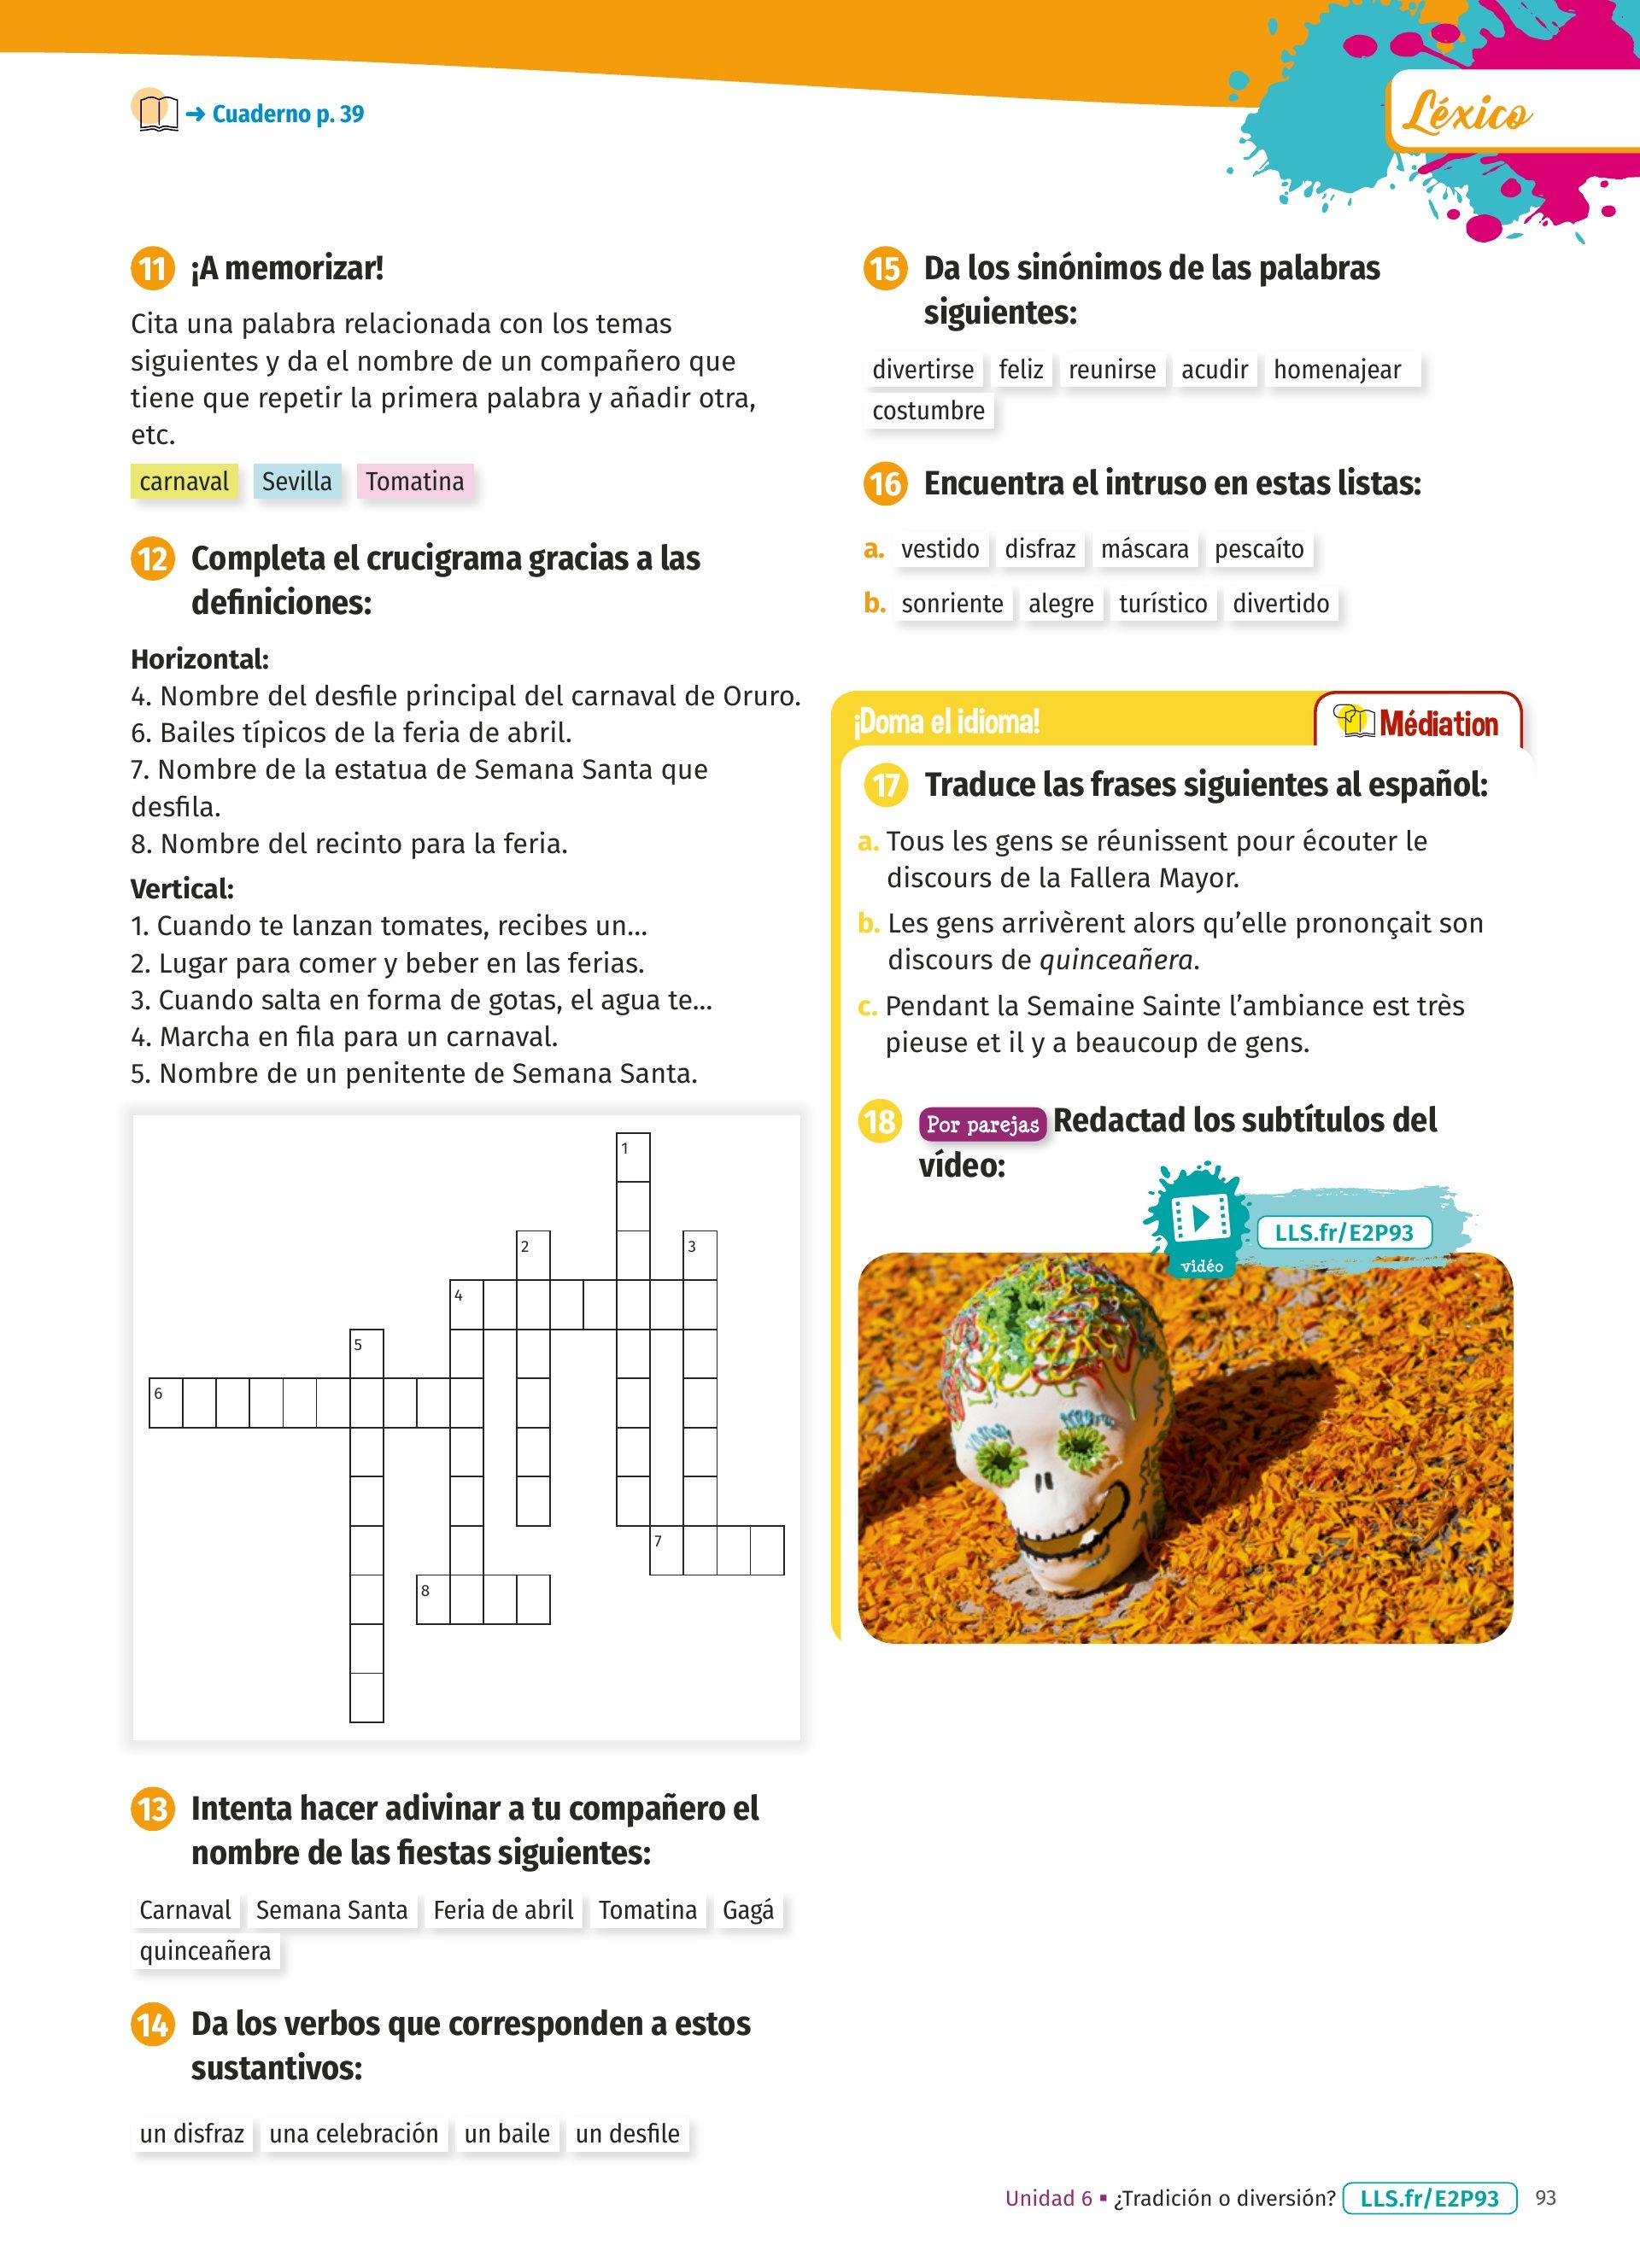 ➜ Cuaderno p. 39
Léxico
11 ¡A memorizar!
Cita una palabra relacionada con los temas
siguientes y da el nombre de un compañero que
tiene que repetir la primera palabra y añadir otra,
etc.
carnaval Sevilla Tomatina
12 Completa el crucigrama gracias a las
definiciones:
Horizontal:
4. Nombre del desfile principal del carnaval de Oruro.
6. Bailes típicos de la feria de abril.
7. Nombre de la estatua de Semana Santa que
desfila.
8. Nombre del recinto para la feria.
Vertical:
1. Cuando te lanzan tomates, recibes un...
2. Lugar para comer y beber en las ferias.
3. Cuando salta en forma de gotas, el agua te...
4. Marcha en fila para un carnaval.
5. Nombre de un penitente de Semana Santa.
1
2 3
4
5
6
7
8
13 Intenta hacer adivinar a tu compañero el
nombre de las fiestas siguientes:
Carnaval Semana Santa Feria de abril Tomatina Gagá
quinceañera
14 Da los verbos que corresponden a estos
sustantivos:
un disfraz una celebración un baile un desfile
15 Da los sinónimos de las palabras
siguientes:
divertirse feliz reunirse acudir homenajear
costumbre
16 Encuentra el intruso en estas listas:
a. vestido disfraz máscara pescaíto
b. sonriente alegre turístico divertido
¡Doma el idioma! Médiation
17 Traduce las frases siguientes al español:
a. Tous les gens se réunissent pour écouter le
discours de la Fallera Mayor.
b. Les gens arrivèrent alors qu’elle prononçait son
discours de quinceañera.
c. Pendant la Semaine Sainte l’ambiance est très
pieuse et il y a beaucoup de gens.
18 Por parejas Redactad los subtítulos del
vídeo:
LLS.fr/E2P93
vidéo
Unidad 6 ▪ ¿Tradición o diversión? LLS.fr/E2P93 93